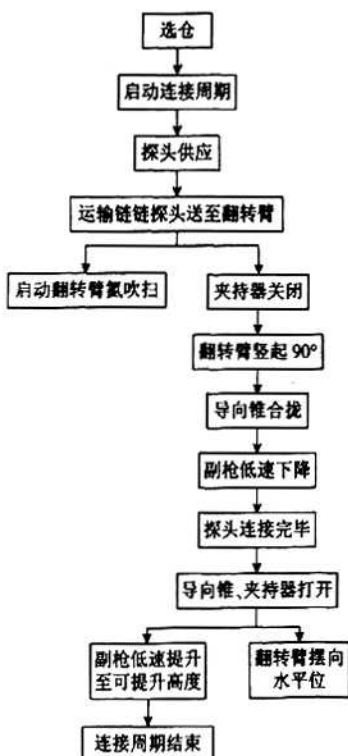 选仓
启动连接周期
探头供应
运输链链探头送至翻转臂
启动翻转臂氮吹扫
夹持器关闭
翻转臂竖起90°
导向锥合拢
副枪低速下降
探头连接完毕
导向锥、夹持器打开
副枪低速提升
至可提升高度
翻转臂摆向
水平位
连接周期结束